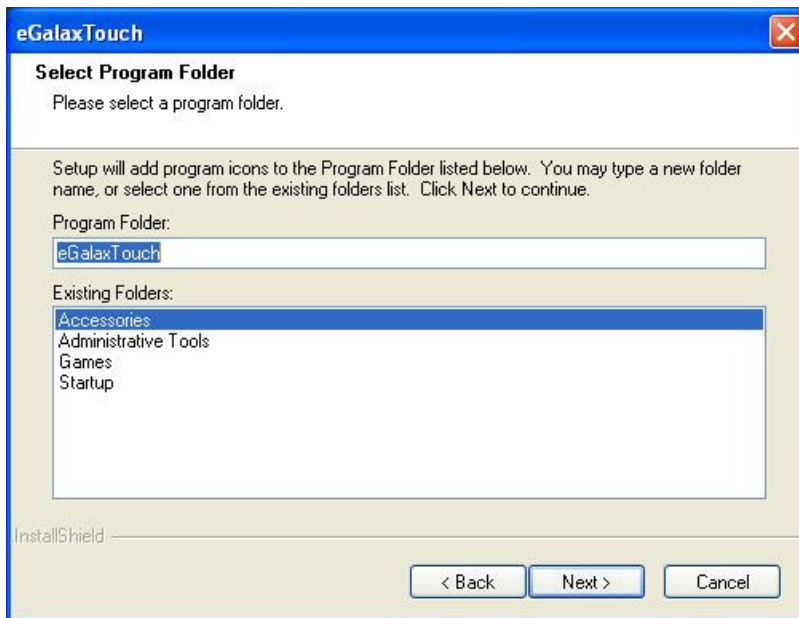 eGalaxTouch
Select Program Folder
Please select a program folder.
Setup will add program icons to the Program Folder listed below. You may type a new folder
name, or select one from the existing folders list. Click Next to continue.
Program Folder:
eGalaxTouch
Existing Folders:
Accessories
Administrative Tools
Games
Startup
InstallShield
< Back Next > Cancel